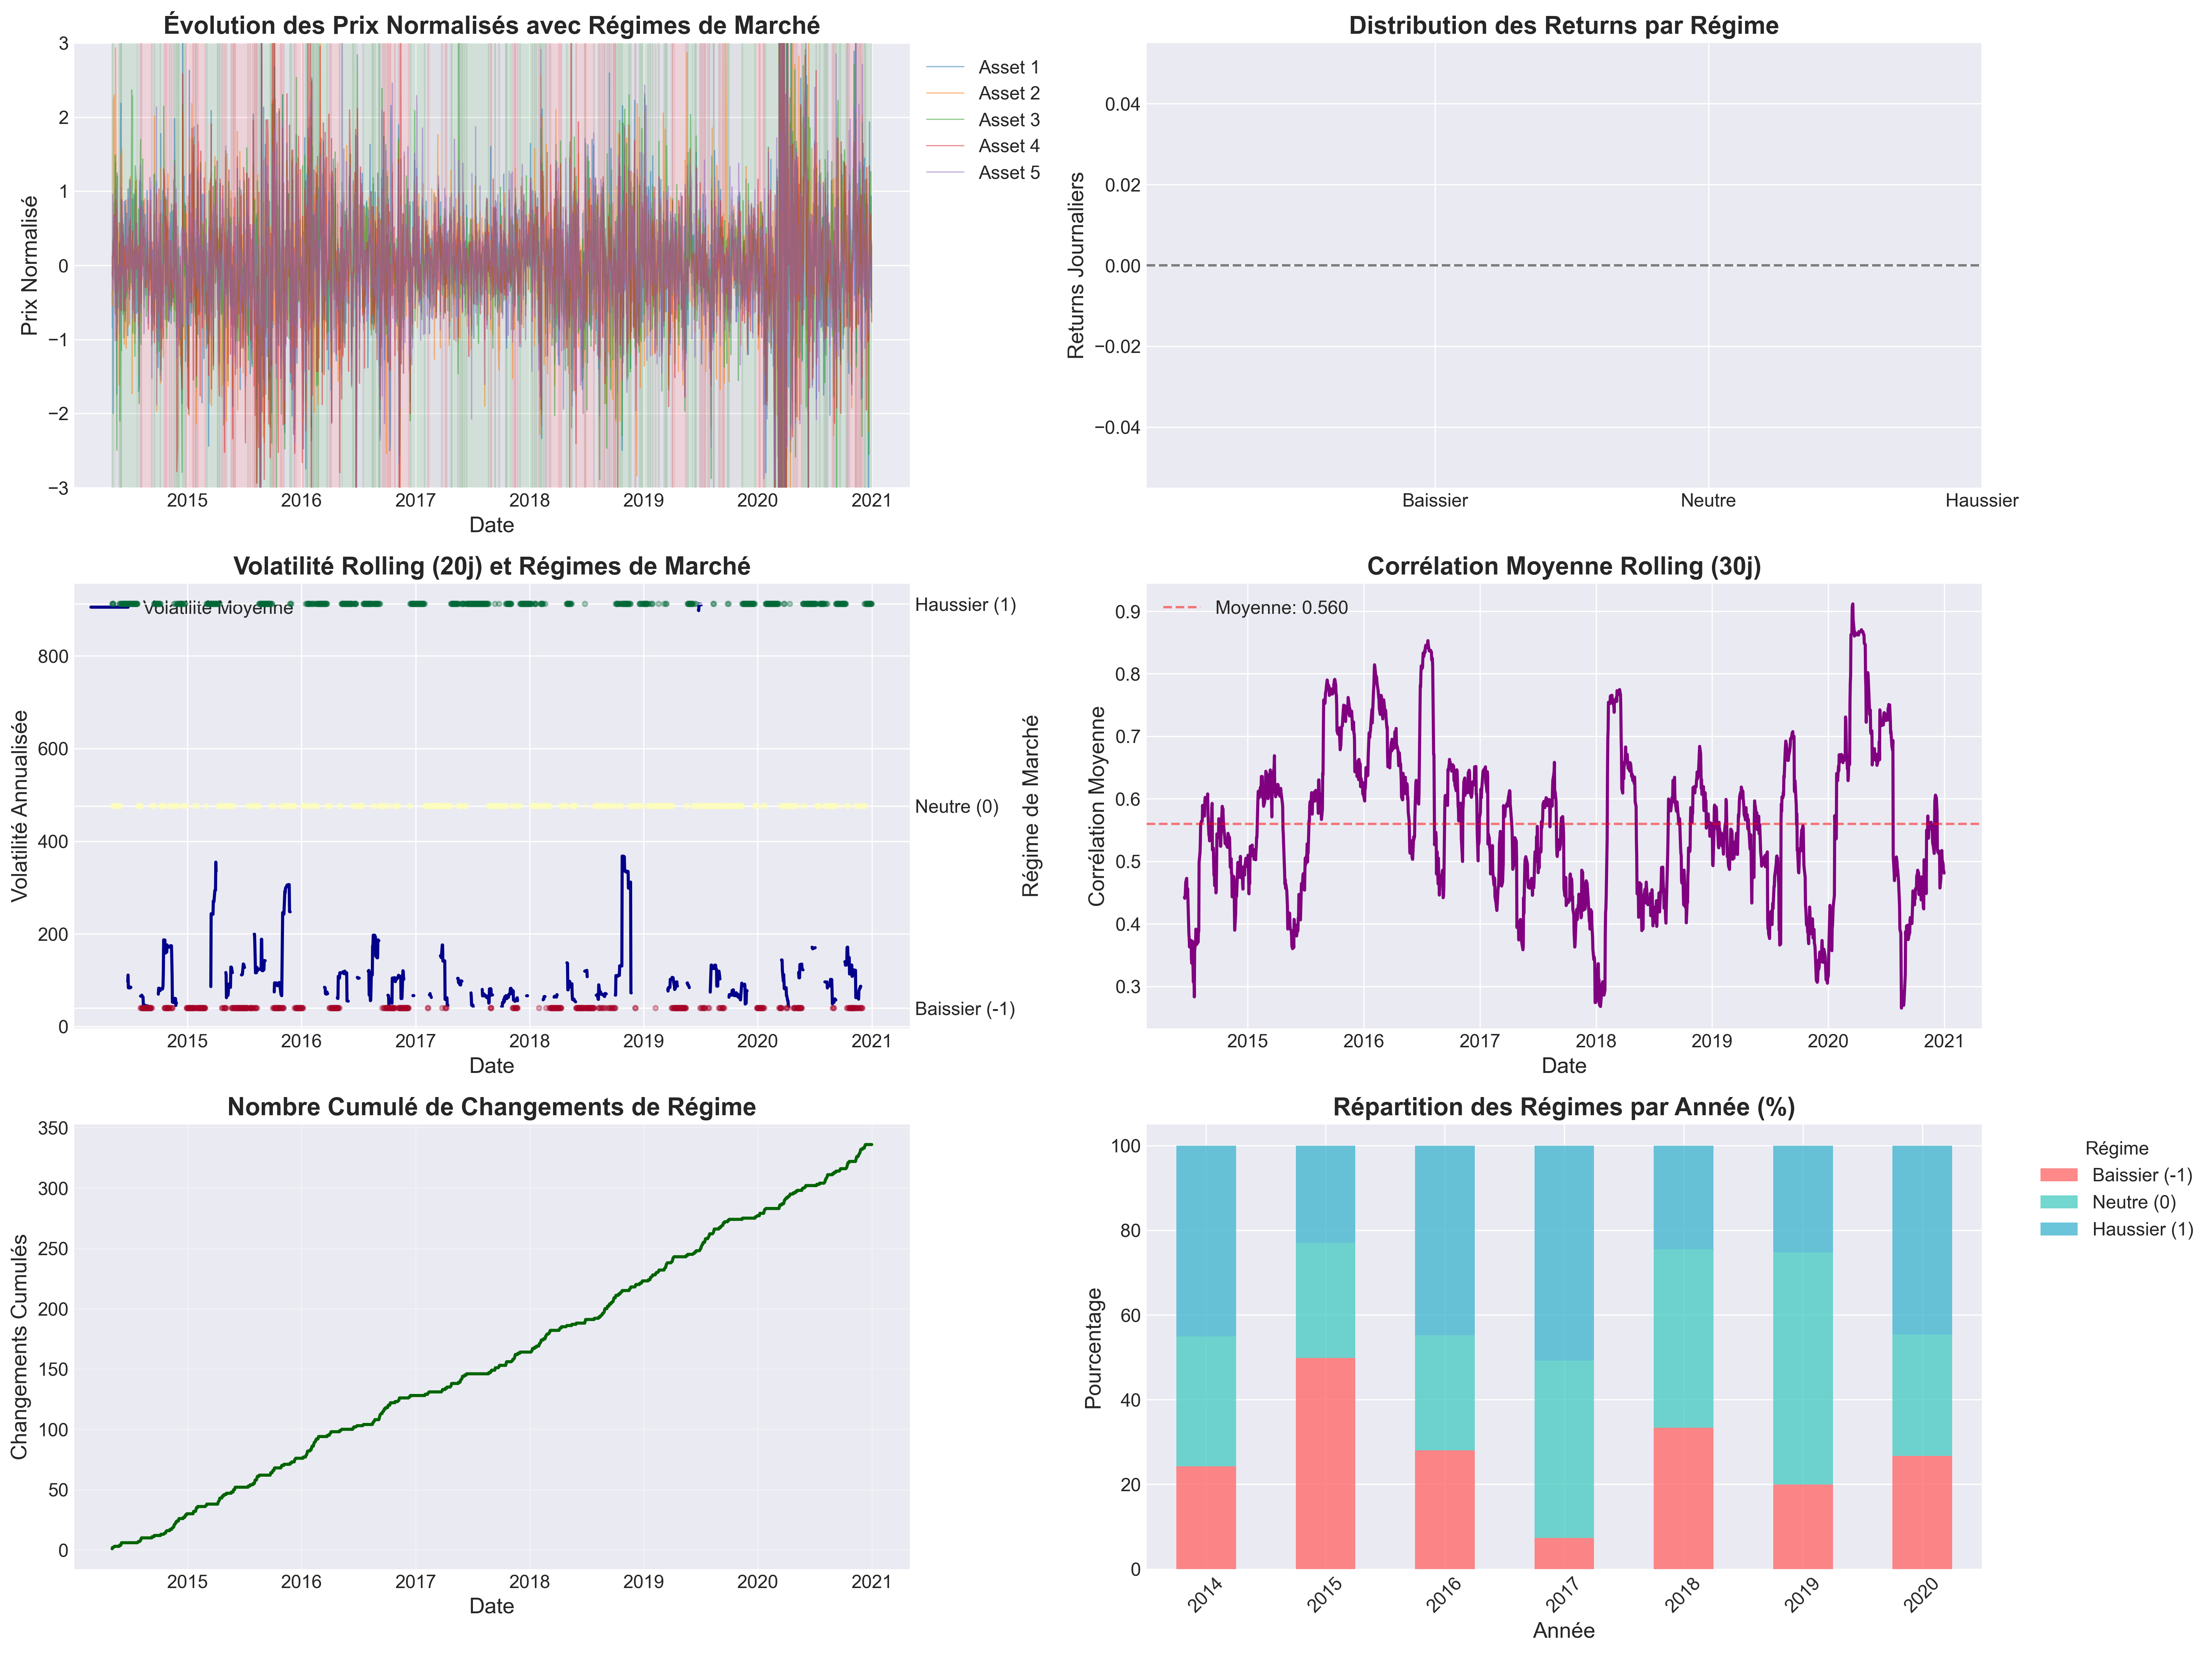 Évolution des Prix Normalisés avec Régimes de Marché
Prix Normalisé
3
2
1
0
−1
−2
−3
2015 2016 2017 2018 2019 2020 2021
Date
Asset 1
Asset 2
Asset 3
Asset 4
Asset 5
Distribution des Returns par Régime
Returns Journaliers
0.04
0.02
0.00
−0.02
−0.04
Baissier Neutre Haussier
Volatilité Rolling (20j) et Régimes de Marché
Volatilité Moyenne
Volatilité Annualisée
800
600
400
200
0
2015 2016 2017 2018 2019 2020 2021
Date
Haussier (1)
Neutre (0)
Baissier (-1)
Régime de Marché
Corrélation Moyenne Rolling (30j)
Moyenne: 0.560
Corrélation Moyenne
0.9
0.8
0.7
0.6
0.5
0.4
0.3
2015 2016 2017 2018 2019 2020 2021
Date
Nombre Cumulé de Changements de Régime
Changements Cumulés
350
300
250
200
150
100
50
0
2015 2016 2017 2018 2019 2020 2021
Date
Répartition des Régimes par Année (%)
Pourcentage
100
80
60
40
20
0
2014 2015 2016 2017 2018 2019 2020
Année
Régime
Baissier (-1)
Neutre (0)
Haussier (1)